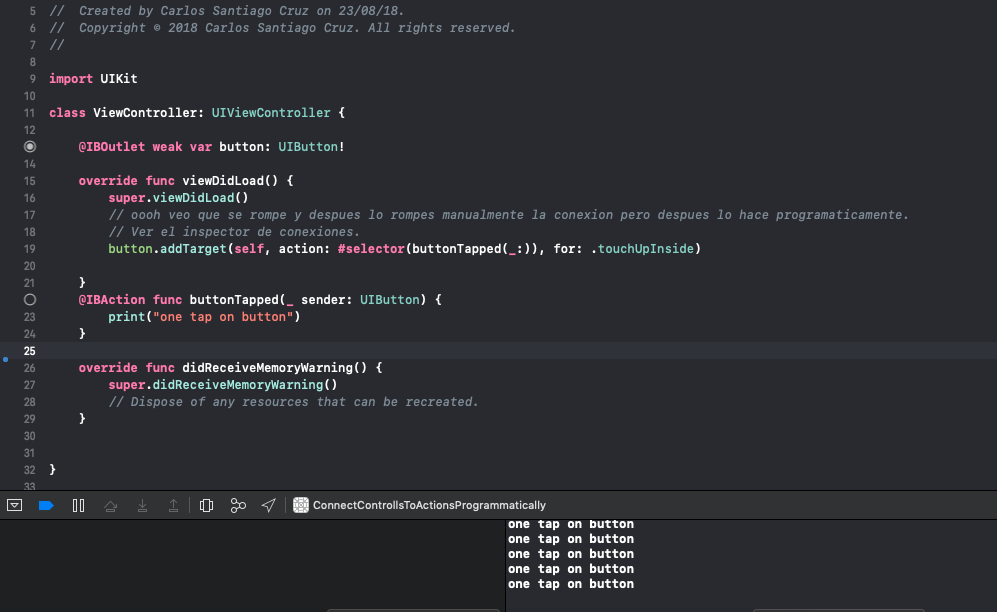 5 //  Created by Carlos Santiago Cruz on 23/08/18.
6 //  Copyright © 2018 Carlos Santiago Cruz. All rights reserved.
7 //
8
9 import UIKit
10
11 class ViewController: UIViewController {
12
@IBOutlet weak var button: UIButton!
14
15 override func viewDidLoad() {
16 super.viewDidLoad()
17 // oooh veo que se rompe y despues lo rompes manualmente la conexion pero despues lo hace programaticamente.
18 // Ver el inspector de conexiones.
19 button.addTarget(self, action: #selector(buttonTapped(_:)), for: .touchUpInside)
20
21 }
@IBAction func buttonTapped(_ sender: UIButton) {
23 print("one tap on button")
24 }
25
26 override func didReceiveMemoryWarning() {
27 super.didReceiveMemoryWarning()
28 // Dispose of any resources that can be recreated.
29 }
30
31
32 }
33
ConnectControllsToActionsProgrammatically
one tap on button
one tap on button
one tap on button
one tap on button
one tap on button